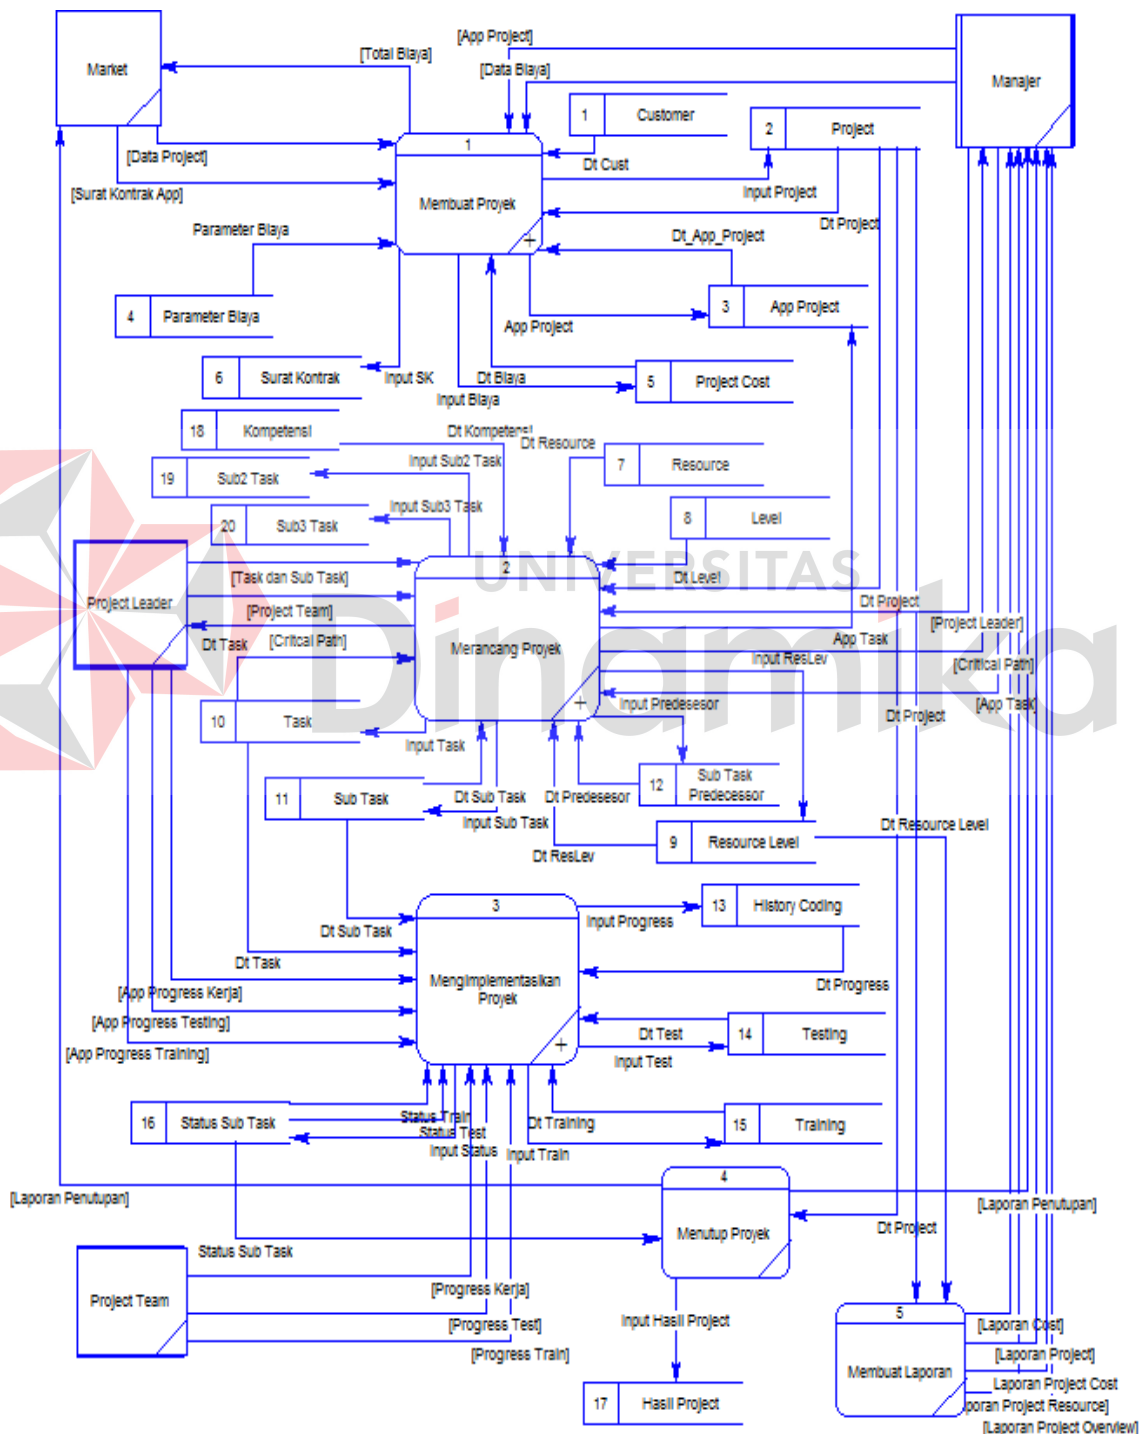 [App Project]
[Total Biaya]
Market
[Data Biaya]
Manajer
1
Customer
2
Project
1
[Data Project]
Dt Cust
[Surat Kontrak App]
Input Project
Membuat Proyek
Dt Project
Parameter Biaya
Dt_App_Project
4
Parameter Biaya
3
App Project
App Project
6
Surat Kontrak
Input SK
Dt Biaya
5
Project Cost
Input Biaya
18
Kompetensi
Dt Kompetensi
Dt Resource
19
Sub2 Task
Input Sub2 Task
7
Resource
20
Sub3 Task
Input Sub3 Task
8
Level
UNIVERSITAS
Dinamika
2
[Task dan Sub Task]
Dt Level
Project Leader
[Project Team]
Dt Project
[Project Leader]
Dt Task
[Critcal Path]
Merancang Proyek
App Task
Input ResLev
[Critical Path]
Input Predesesor
[App Task]
10
Task
Dt Project
Input Task
11
Sub Task
Dt Sub Task
Dt Predesesor
12
Sub Task
Predecessor
Input Sub Task
Dt Resource Level
9
Resource Level
Dt ResLev
3
13
History Coding
Input Progress
Dt Sub Task
Dt Task
Mengimplementasikan
Proyek
Dt Progress
[App Progress Kerja]
[App Progress Testing]
Dt Test
14
Testing
[App Progress Training]
Input Test
16
Status Sub Task
Status Train
Dt Training
15
Training
Status Test
Input Status
Input Train
4
[Laporan Penutupan]
[Laporan Penutupan]
Menutup Proyek
Dt Project
Status Sub Task
Project Team
[Progress Kerja]
Input Hasil Project
5
[Progress Test]
[Laporan Cost]
[Progress Train]
[Laporan Project]
Membuat Laporan
Laporan Project Cost
17
Hasil Project
poran Project Resource]
[Laporan Project Overview]